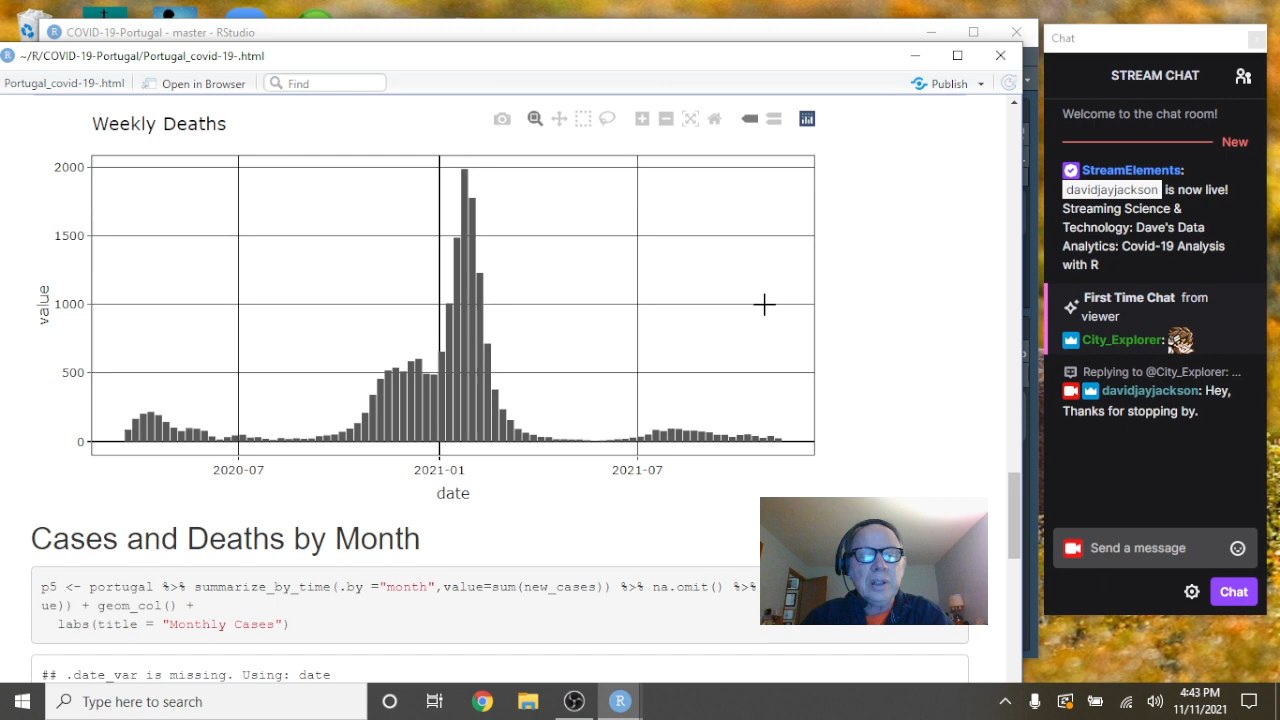 COVID-19-Portugal - master - RStudio
~/R/COVID-19-Portugal/Portugal_covid-19-.html
Portugal_covid-19-.html
Open in Browser
Find
Publish
Weekly Deaths
2000
1500
1000
500
0
value
2020-07
2021-01
2021-07
date
Cases and Deaths by Month
p5 <- portugal %>% summarize_by_time(.by ="month",value=sum(new_cases)) %>% na.omit() %>%
ue)) + geom_col() +
labs(title = "Monthly Cases")
## .date_var is missing. Using: date
Chat
STREAM CHAT
Welcome to the chat room!
New
StreamElements:
davidjayjackson is now live!
Streaming Science &
Technology: Dave's Data
Analytics: Covid-19 Analysis
with R
First Time Chat from
viewer
City_Explorer:
Replying to @City_Explorer: ...
davidjayjackson: Hey,
Thanks for stopping by.
Send a message
Chat
Type here to search
4:43 PM
11/11/2021